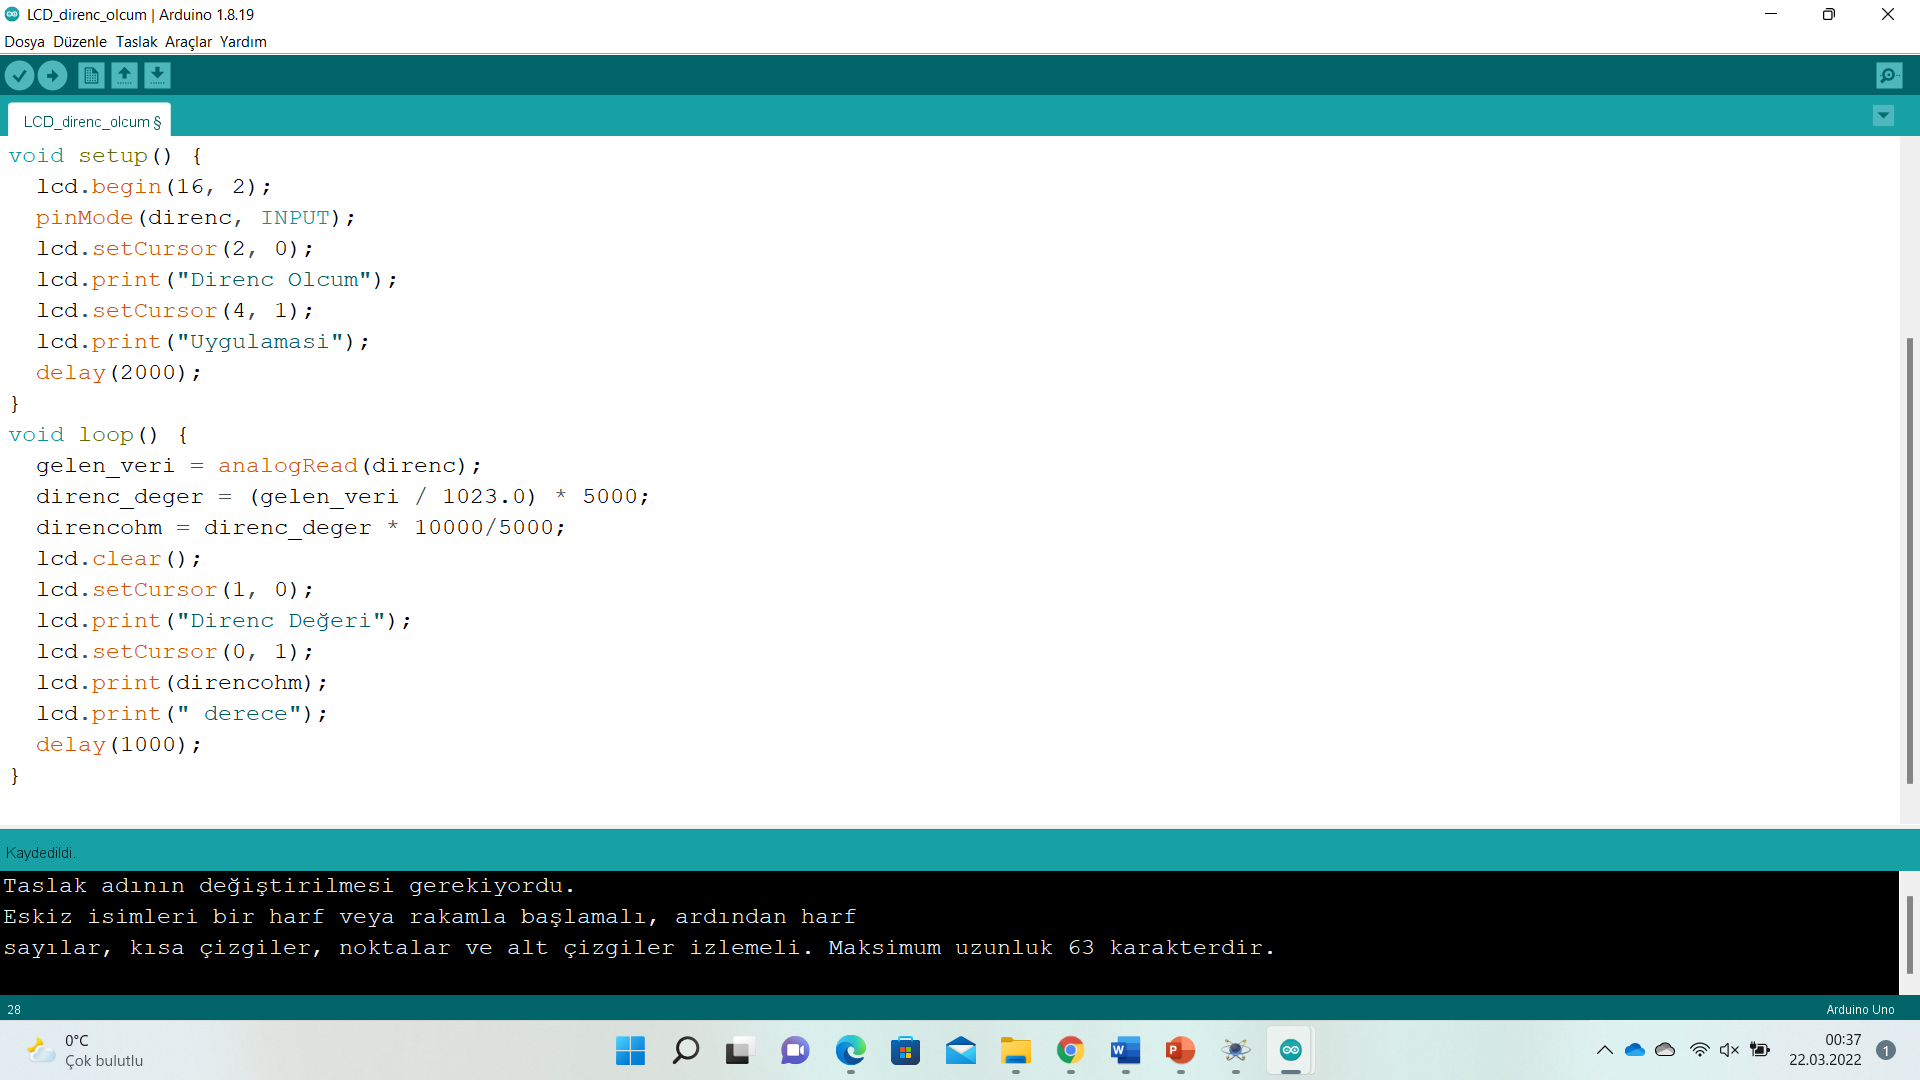 LCD_direnc_olcum | Arduino 1.8.19
Dosya Düzenle Taslak Araçlar Yardım
LCD_direnc_olcum §
void setup() {
  lcd.begin(16, 2);
  pinMode(direnc, INPUT);
  lcd.setCursor(2, 0);
  lcd.print("Direnc Olcum");
  lcd.setCursor(4, 1);
  lcd.print("Uygulamasi");
  delay(2000);
}
void loop() {
  gelen_veri = analogRead(direnc);
  direnc_deger = (gelen_veri / 1023.0) * 5000;
  direncohm = direnc_deger * 10000/5000;
  lcd.clear();
  lcd.setCursor(1, 0);
  lcd.print("Direnc Değeri");
  lcd.setCursor(0, 1);
  lcd.print(direncohm);
  lcd.print(" derece");
  delay(1000);
}
Kaydedildi.
Taslak adının değiştirilmesi gerekiyordu.
Eskiz isimleri bir harf veya rakamla başlamalı, ardından harf
sayılar, kısa çizgiler, noktalar ve alt çizgiler izlemeli. Maksimum uzunluk 63 karakterdir.
28
Arduino Uno
0°C
Çok bulutlu
00:37
22.03.2022
1